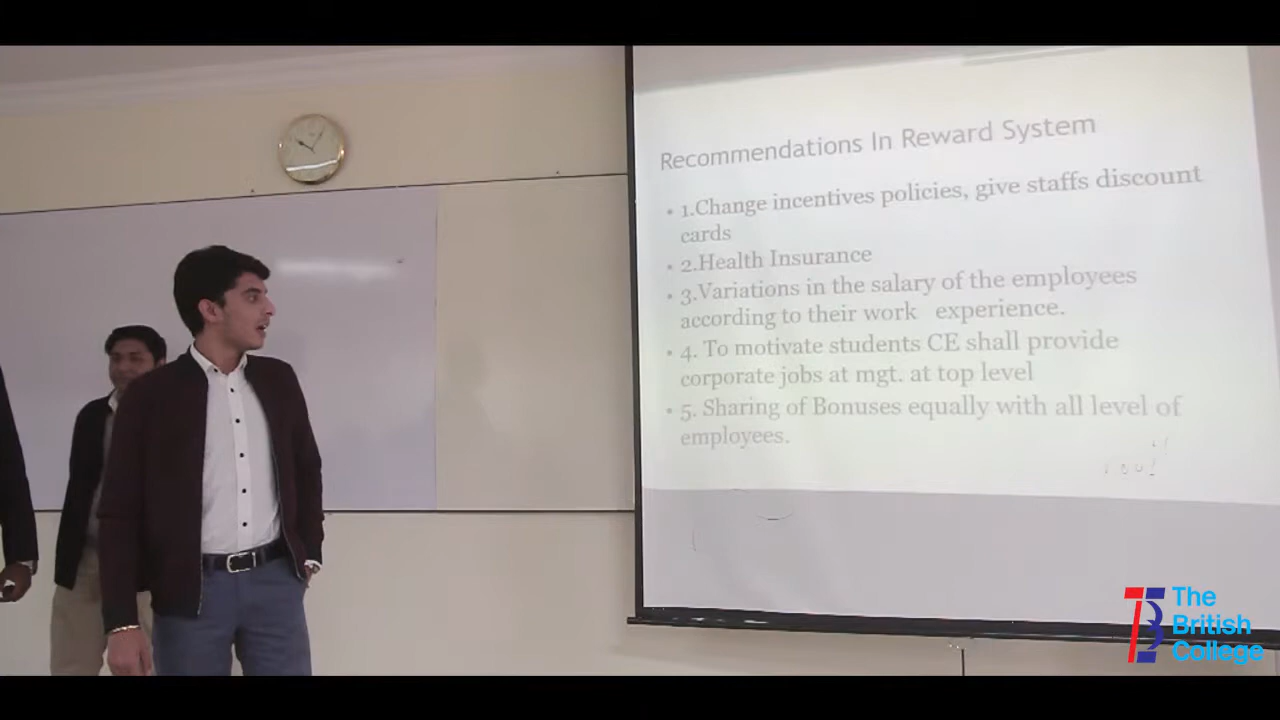 Recommendations In Reward System
• 1.Change incentives policies, give staffs discount
cards
• 2.Health Insurance
• 3.Variations in the salary of the employees
according to their work experience.
• 4. To motivate students CE shall provide
corporate jobs at mgt. at top level
• 5. Sharing of Bonuses equally with all level of
employees.
The
British
College